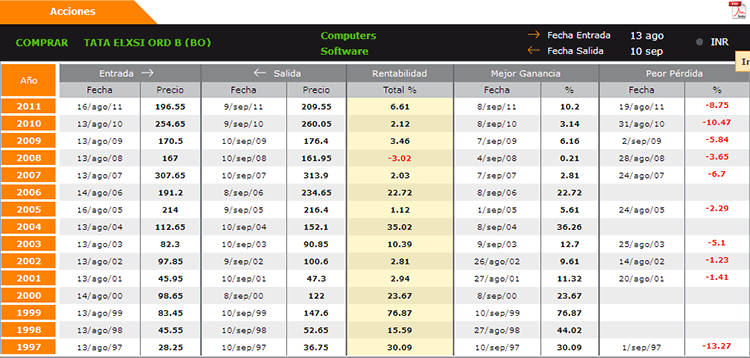 Acciones
COMPRAR TATA ELXSI ORD B (BO) Computers Software → Fecha Entrada 13 ago ← Fecha Salida 10 sep INR
Año Entrada → ← Salida Rentabilidad Mejor Ganancia Peor Pérdida
Fecha Precio Fecha Precio Total % Fecha % Fecha %
2011 16/ago/11 196.55 9/sep/11 209.55 6.61 8/sep/11 10.2 19/ago/11 -8.75
2010 13/ago/10 254.65 9/sep/10 260.05 2.12 8/sep/10 3.14 31/ago/10 -10.47
2009 13/ago/09 170.5 10/sep/09 176.4 3.46 7/sep/09 6.16 2/sep/09 -5.84
2008 13/ago/08 167 10/sep/08 161.95 -3.02 4/sep/08 0.21 28/ago/08 -3.65
2007 13/ago/07 307.65 10/sep/07 313.9 2.03 7/sep/07 2.81 24/ago/07 -6.7
2006 14/ago/06 191.2 8/sep/06 234.65 22.72 8/sep/06 22.72
2005 16/ago/05 214 9/sep/05 216.4 1.12 1/sep/05 5.61 24/ago/05 -2.29
2004 13/ago/04 112.65 10/sep/04 152.1 35.02 8/sep/04 36.26
2003 13/ago/03 82.3 10/sep/03 90.85 10.39 9/sep/03 12.7 25/ago/03 -5.1
2002 13/ago/02 97.85 9/sep/02 100.6 2.81 26/ago/02 9.61 14/ago/02 -1.23
2001 13/ago/01 45.95 10/sep/01 47.3 2.94 27/ago/01 11.32 20/ago/01 -1.41
2000 14/ago/00 98.65 8/sep/00 122 23.67 8/sep/00 23.67
1999 13/ago/99 83.45 10/sep/99 147.6 76.87 10/sep/99 76.87
1998 13/ago/98 45.55 10/sep/98 52.65 15.59 27/ago/98 44.02
1997 13/ago/97 28.25 10/sep/97 36.75 30.09 10/sep/97 30.09 1/sep/97 -13.27